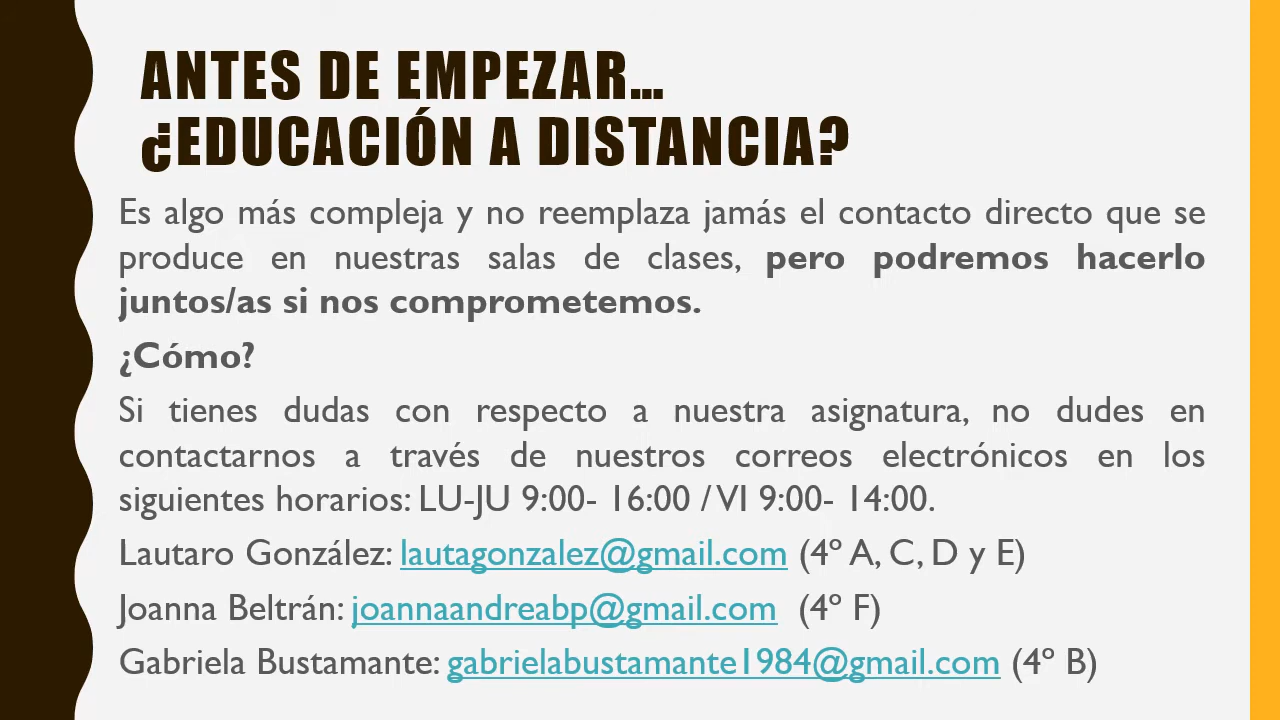 ANTES DE EMPEZAR...
¿EDUCACIÓN A DISTANCIA?
Es algo más compleja y no reemplaza jamás el contacto directo que se
produce en nuestras salas de clases, pero podremos hacerlo
juntos/as si nos comprometemos.
¿Cómo?
Si tienes dudas con respecto a nuestra asignatura, no dudes en
contactarnos a través de nuestros correos electrónicos en los
siguientes horarios: LU-JU 9:00- 16:00 / VI 9:00- 14:00.
Lautaro González: lautagonzalez@gmail.com (4º A, C, D y E)
Joanna Beltrán: joannaandreabp@gmail.com (4º F)
Gabriela Bustamante: gabrielabustamante1984@gmail.com (4º B)